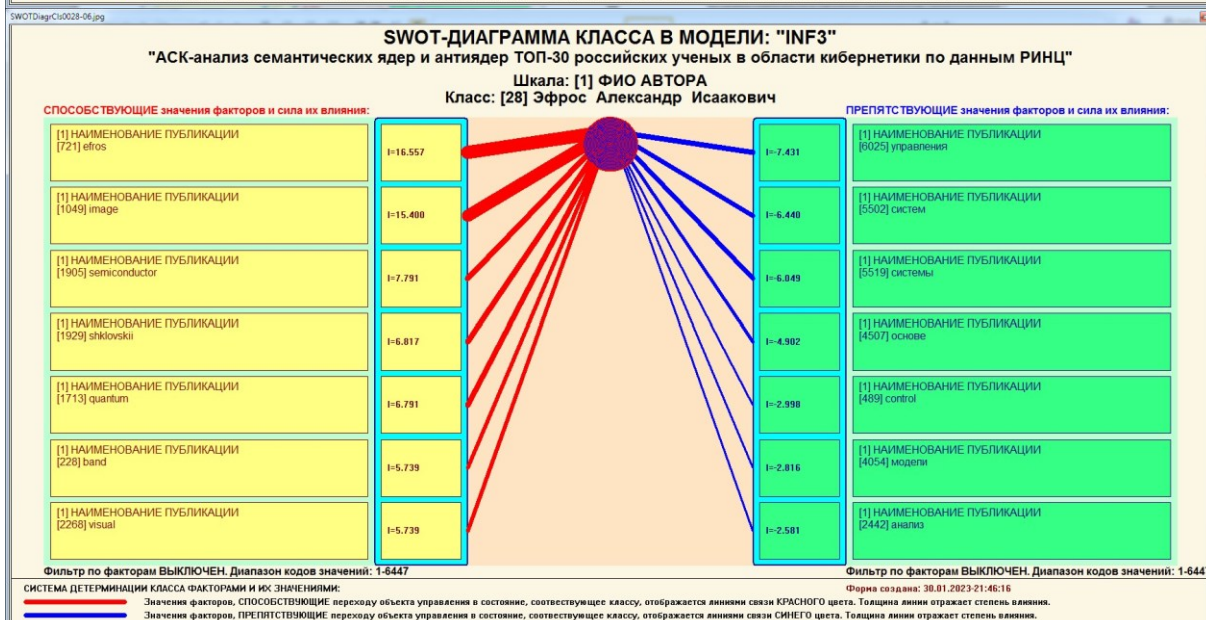 SWOTDiagrCls0028-06.jpg
SWOT-ДИАГРАММА КЛАССА В МОДЕЛИ: "INF3"
"АСК-анализ семантических ядер и антиядер ТОП-30 российских ученых в области кибернетики по данным РИНЦ"
Шкала: [1] ФИО АВТОРА
Класс: [28] Эфрос Александр Исаакович
СПОСОБСТВУЮЩИЕ значения факторов и сила их влияния:
[1] НАИМЕНОВАНИЕ ПУБЛИКАЦИИ
[721] efros
I=16.557
[1] НАИМЕНОВАНИЕ ПУБЛИКАЦИИ
[1049] image
I=15.400
[1] НАИМЕНОВАНИЕ ПУБЛИКАЦИИ
[1905] semiconductor
I=7.791
[1] НАИМЕНОВАНИЕ ПУБЛИКАЦИИ
[1929] shklovskii
I=6.817
[1] НАИМЕНОВАНИЕ ПУБЛИКАЦИИ
[1713] quantum
I=6.791
[1] НАИМЕНОВАНИЕ ПУБЛИКАЦИИ
[228] band
I=5.739
[1] НАИМЕНОВАНИЕ ПУБЛИКАЦИИ
[2268] visual
I=5.739
Фильтр по факторам ВЫКЛЮЧЕН. Диапазон кодов значений: 1-6447
ПРЕПЯТСТВУЮЩИЕ значения факторов и сила их влияния:
I=-7.431
[1] НАИМЕНОВАНИЕ ПУБЛИКАЦИИ
[6025] управления
I=-6.440
[1] НАИМЕНОВАНИЕ ПУБЛИКАЦИИ
[5502] систем
I=-6.049
[1] НАИМЕНОВАНИЕ ПУБЛИКАЦИИ
[5519] системы
I=-4.902
[1] НАИМЕНОВАНИЕ ПУБЛИКАЦИИ
[4507] основе
I=-2.998
[1] НАИМЕНОВАНИЕ ПУБЛИКАЦИИ
[489] control
I=-2.816
[1] НАИМЕНОВАНИЕ ПУБЛИКАЦИИ
[4054] модели
I=-2.581
[1] НАИМЕНОВАНИЕ ПУБЛИКАЦИИ
[2442] анализ
Фильтр по факторам ВЫКЛЮЧЕН. Диапазон кодов значений: 1-6447
СИСТЕМА ДЕТЕРМИНАЦИИ КЛАССА ФАКТОРАМИ И ИХ ЗНАЧЕНИЯМИ:
Форма создана: 30.01.2023-21:46:16
Значения факторов, СПОСОБСТВУЮЩИЕ переходу объекта управления в состояние, соотвествующее классу, отображается линиями связи КРАСНОГО цвета. Толщина линии отражает степень влияния.
Значения факторов, ПРЕПЯТСТВУЮЩИЕ переходу объекта управления в состояние, соотвествующее классу, отображается линиями связи СИНЕГО цвета. Толщина линии отражает степень влияния.